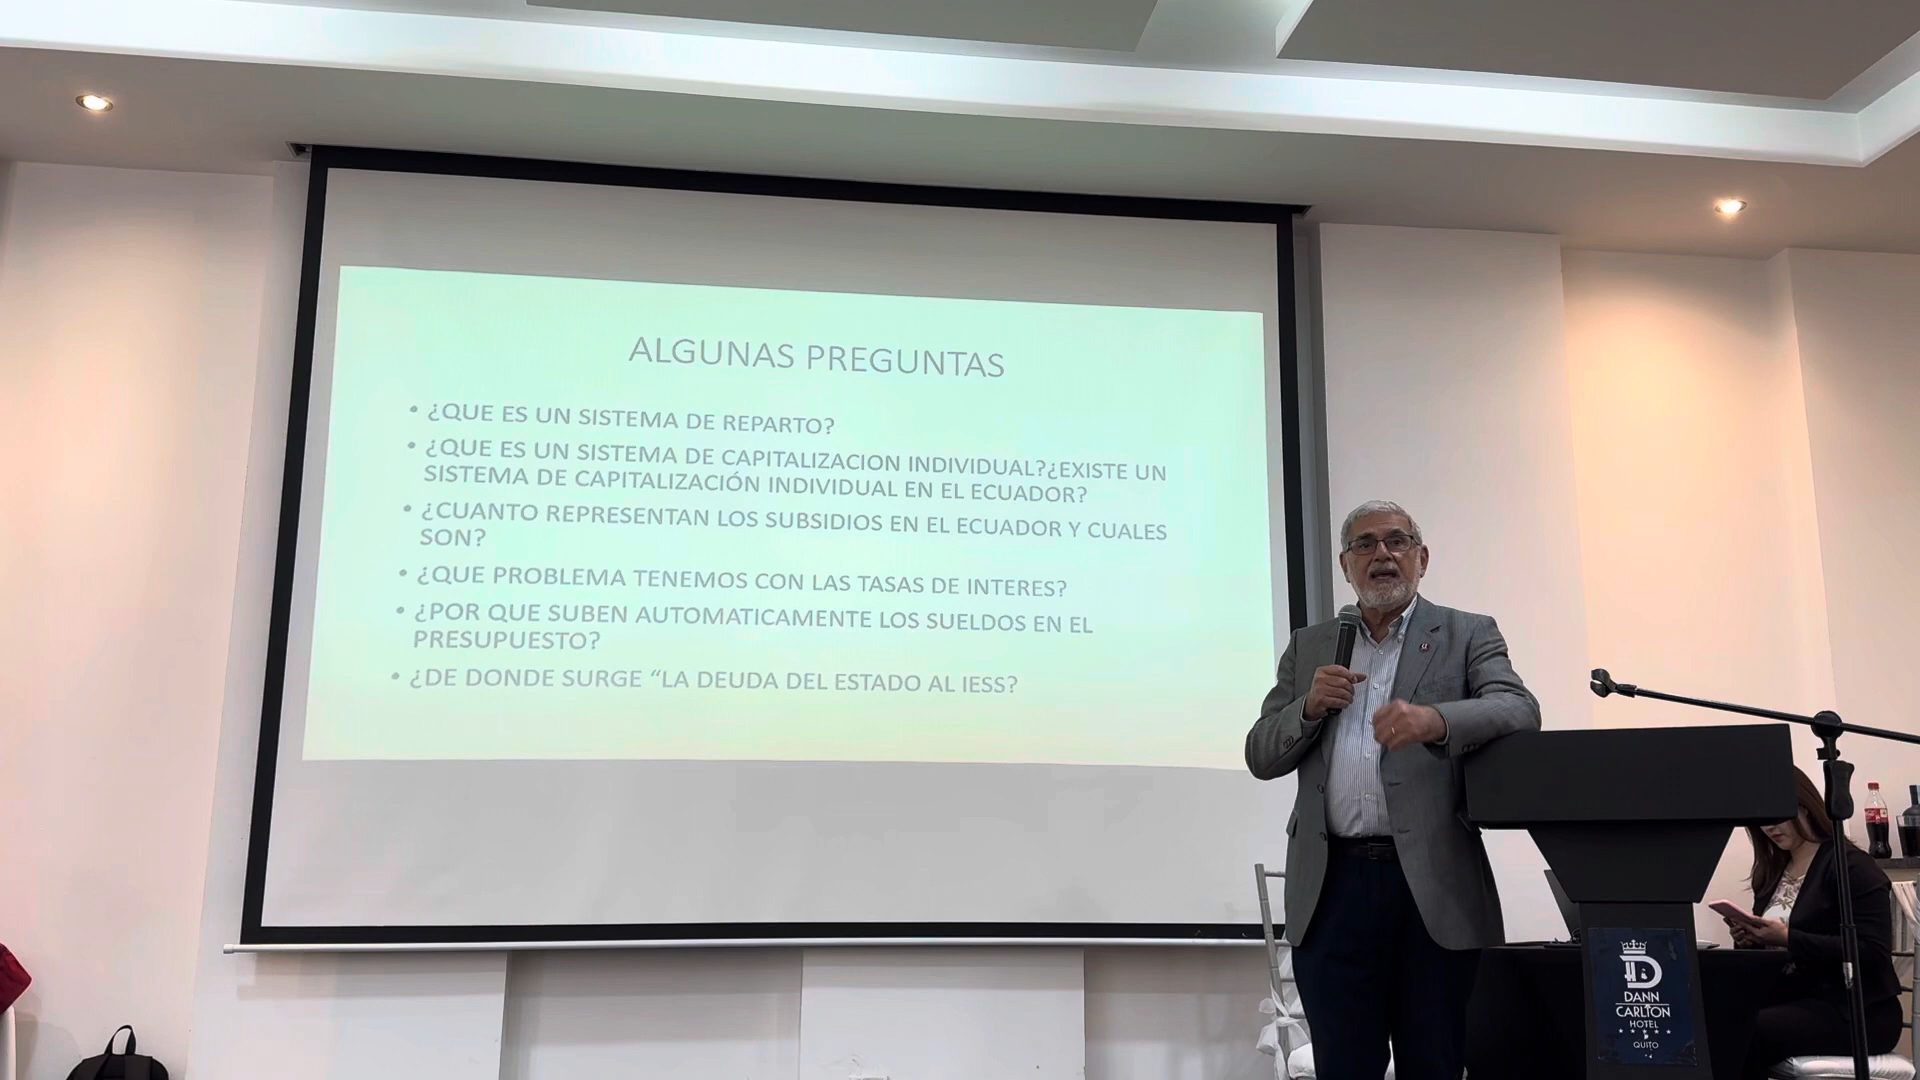 ALGUNAS PREGUNTAS
• ¿QUE ES UN SISTEMA DE REPARTO?
• ¿QUE ES UN SISTEMA DE CAPITALIZACION INDIVIDUAL?¿EXISTE UN
SISTEMA DE CAPITALIZACIÓN INDIVIDUAL EN EL ECUADOR?
• ¿CUANTO REPRESENTAN LOS SUBSIDIOS EN EL ECUADOR Y CUALES
SON?
• ¿QUE PROBLEMA TENEMOS CON LAS TASAS DE INTERES?
• ¿POR QUE SUBEN AUTOMATICAMENTE LOS SUELDOS EN EL
PRESUPUESTO?
• ¿DE DONDE SURGE “LA DEUDA DEL ESTADO AL IESS?
D
DANN
CARLTON
HOTEL
QUITO